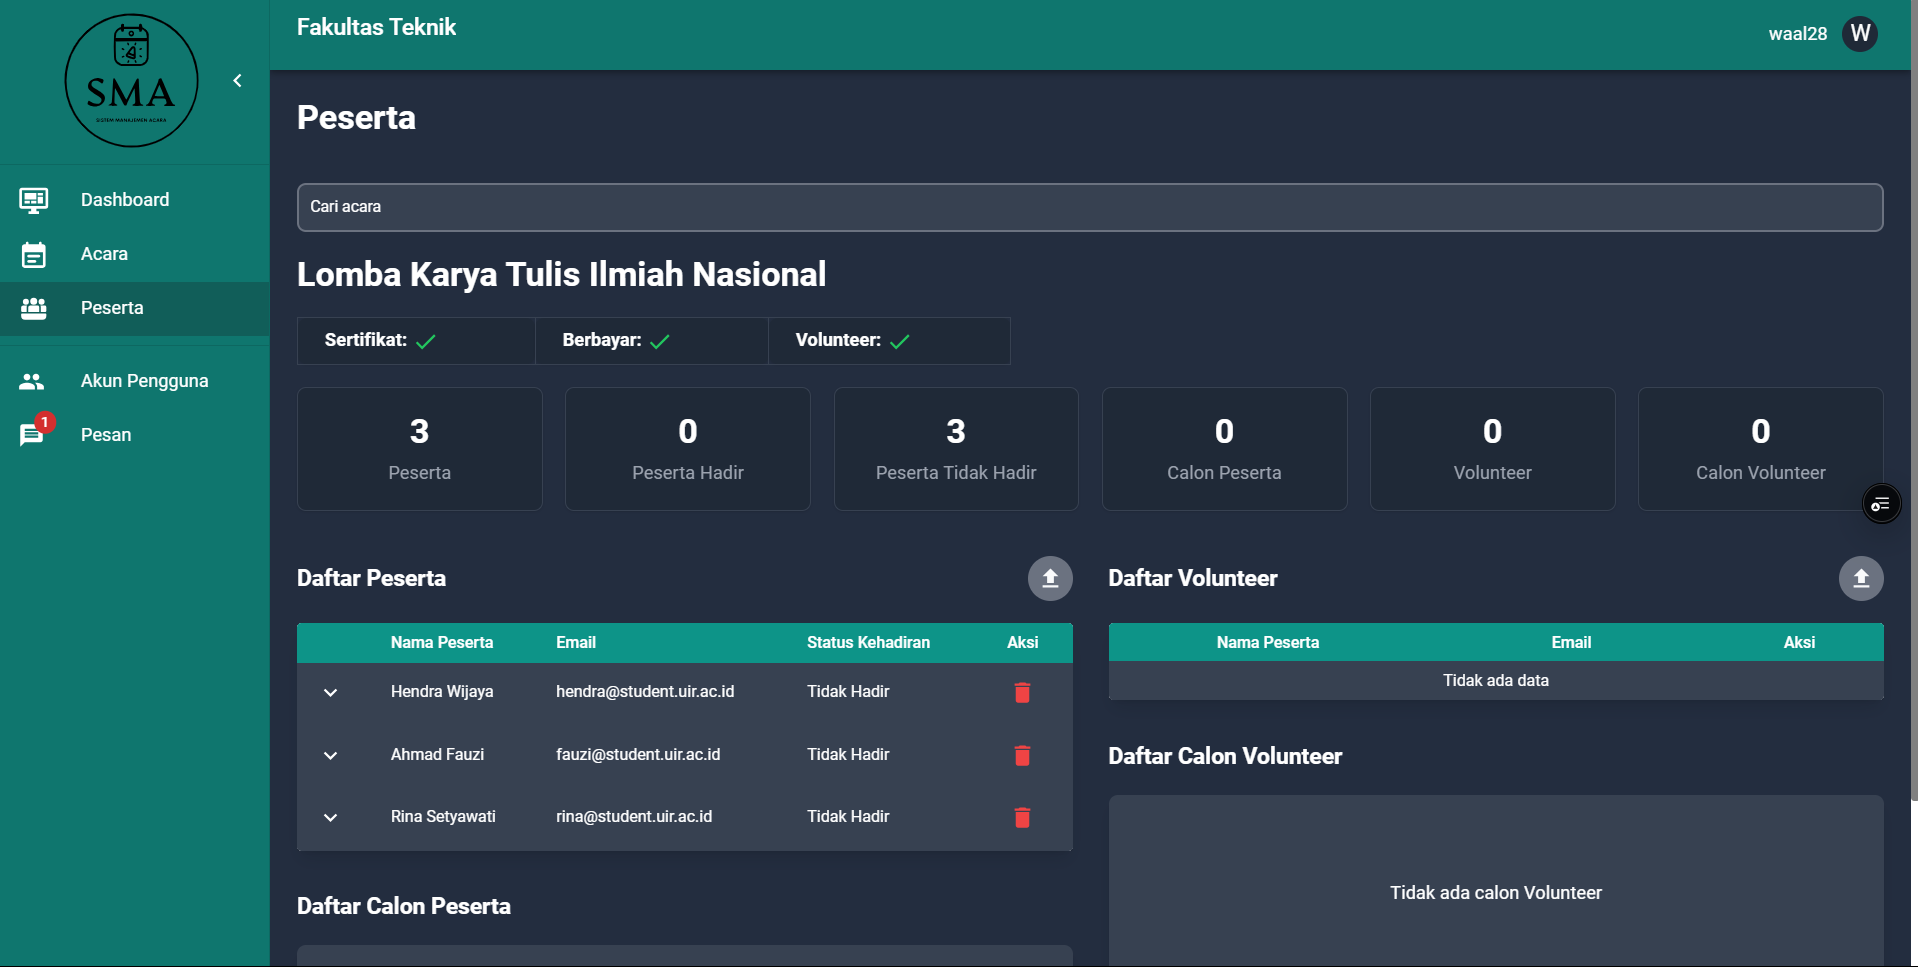 SMA
SISTEM MANAJEMEN ACARA
Dashboard
Acara
Peserta
Akun Pengguna
1
Pesan
Fakultas Teknik
waal28
W
Peserta
Cari acara
Lomba Karya Tulis Ilmiah Nasional
Sertifikat: Berbayar: Volunteer:
3 0 3 0 0 0
Peserta Peserta Hadir Peserta Tidak Hadir Calon Peserta Volunteer Calon Volunteer
Daftar Peserta
Nama Peserta Email Status Kehadiran Aksi
Hendra Wijaya hendra@student.uir.ac.id Tidak Hadir
Ahmad Fauzi fauzi@student.uir.ac.id Tidak Hadir
Rina Setyawati rina@student.uir.ac.id Tidak Hadir
Daftar Calon Peserta
Daftar Volunteer
Nama Peserta Email Aksi
Tidak ada data
Daftar Calon Volunteer
Tidak ada calon Volunteer